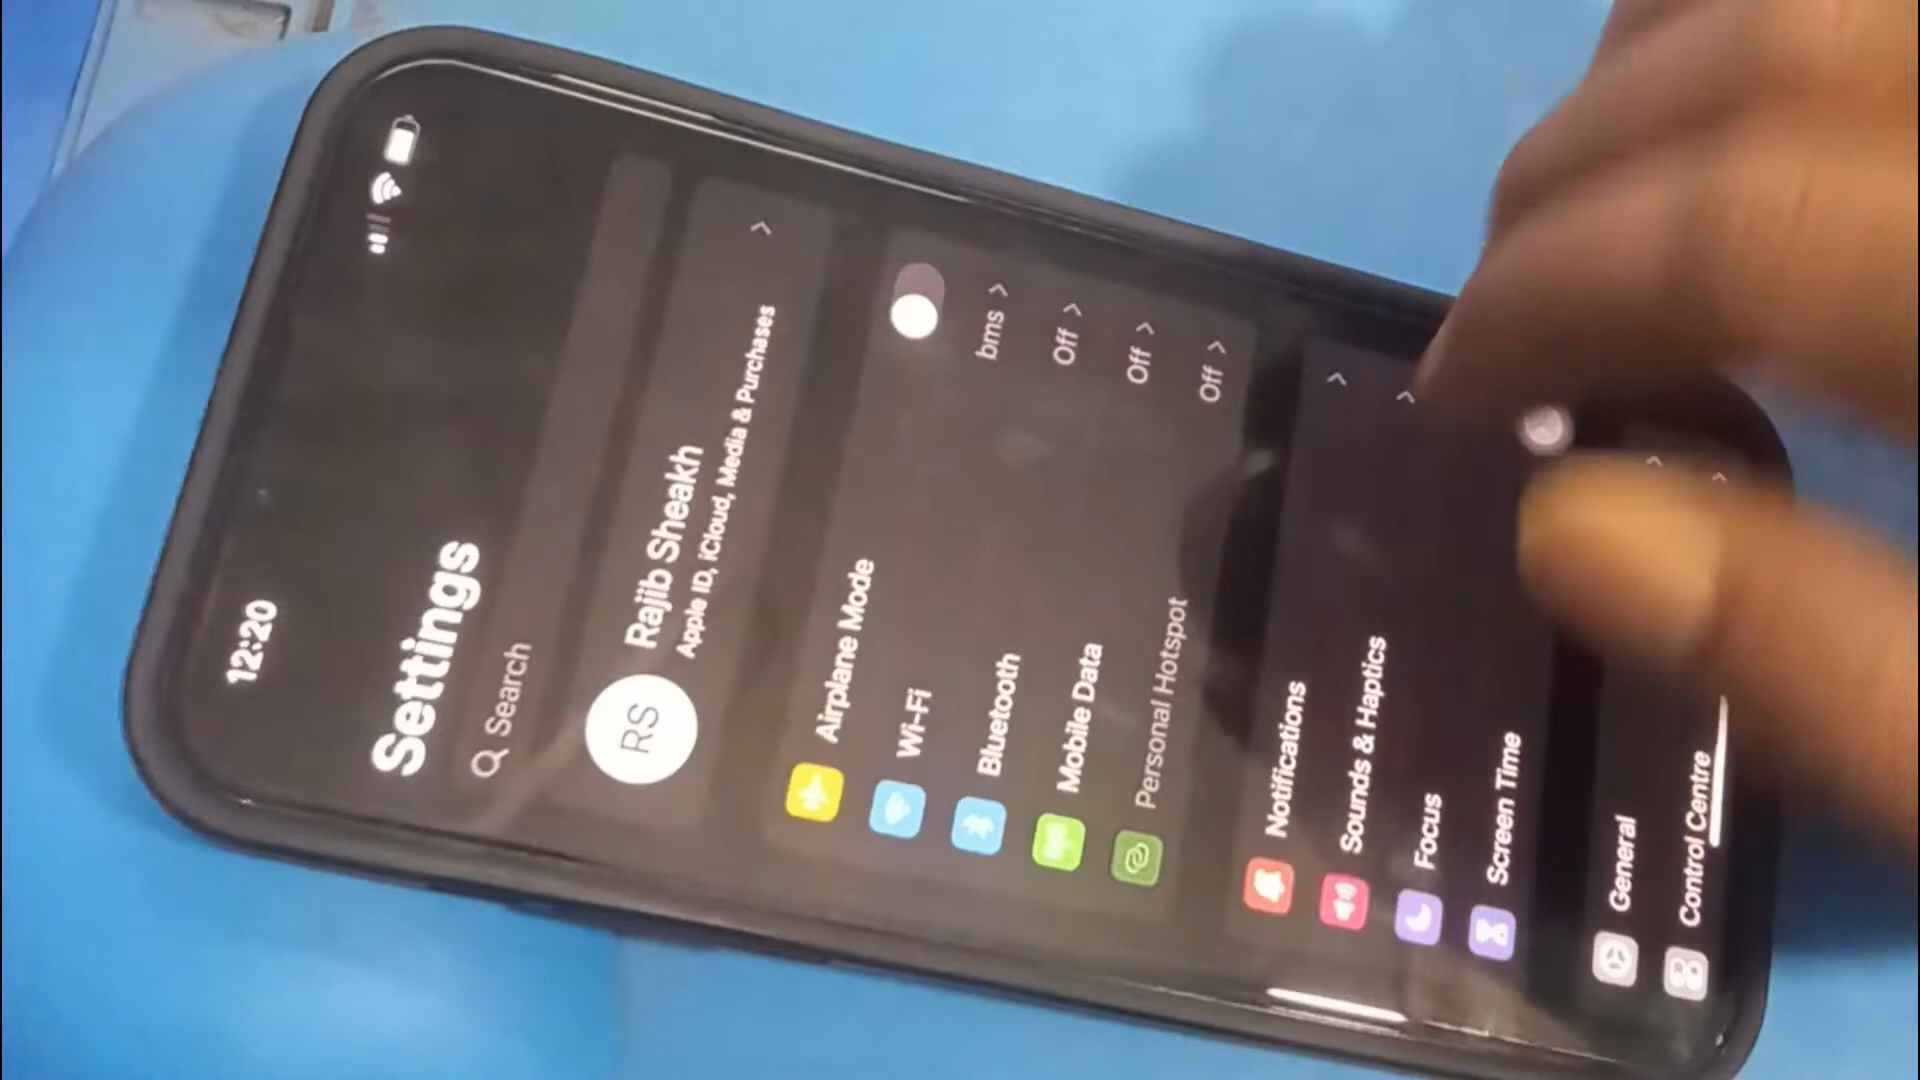 12:20
Settings
Search
RS
Rajib Sheakh
Apple ID, iCloud, Media & Purchases
Airplane Mode
Wi-Fi bms
Bluetooth Off
Mobile Data Off
Personal Hotspot Off
Notifications
Sounds & Haptics
Focus
Screen Time
General
Control Centre